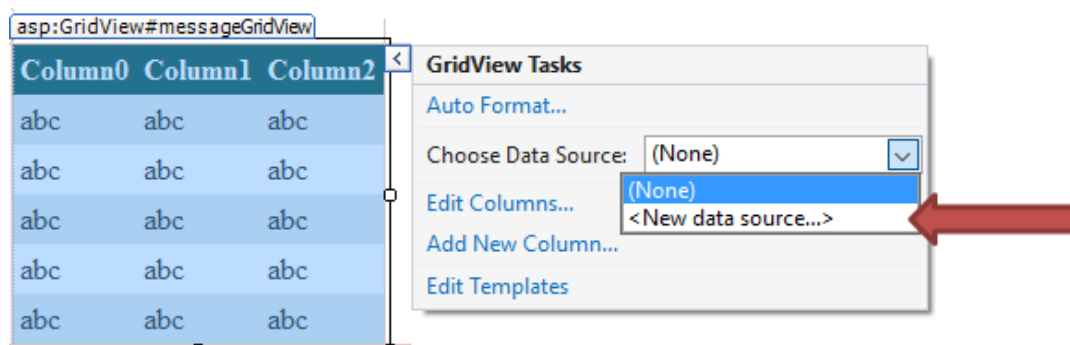 asp:GridView#messageGridView
Column0 Column1 Column2
abc abc abc
abc abc abc
abc abc abc
abc abc abc
abc abc abc
GridView Tasks
Auto Format...
Choose Data Source: (None)
(None)
<New data source...>
Edit Columns...
Add New Column...
Edit Templates